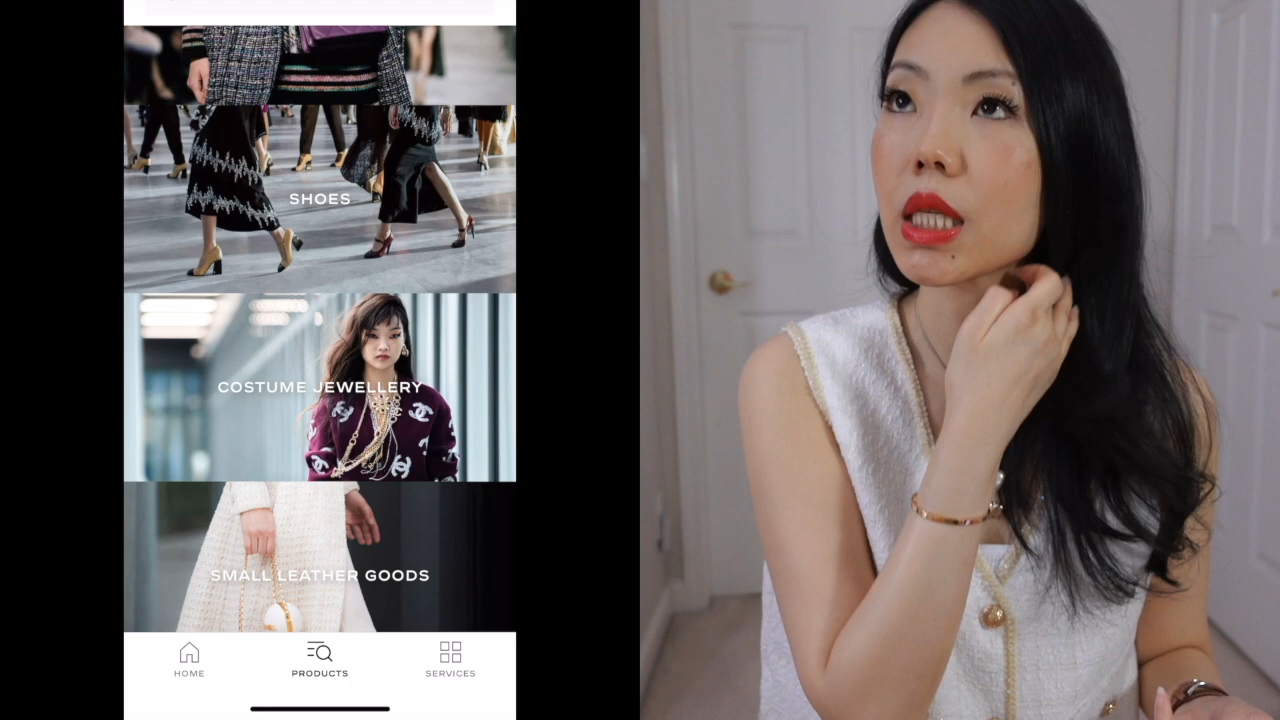 SHOES
COSTUME JEWELLERY
SMALL LEATHER GOODS
HOME
PRODUCTS
SERVICES